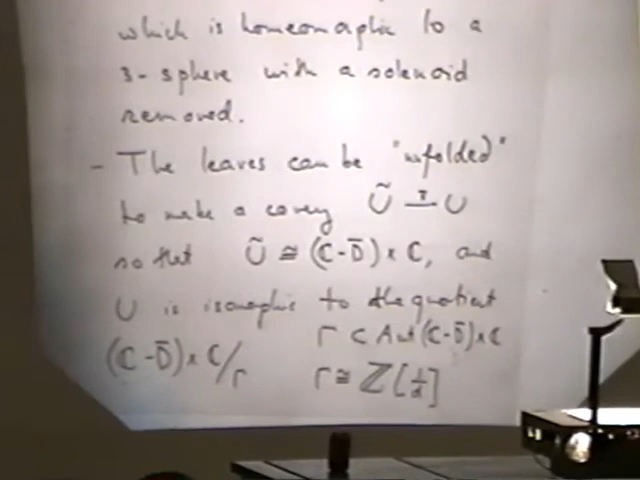 which is homeomorphic to a
3-sphere with a solenoid
removed.
- The leaves can be "unfolded"
to make a covering Ũ →^π U
so that Ũ ≅ (ℂ-D̄) × ℂ, and
U is isomorphic to the quotient
(ℂ-D̄) × ℂ/Γ Γ ⊂ Aut(ℂ-D̄)×ℂ
Γ ≅ ℤ[1/d]